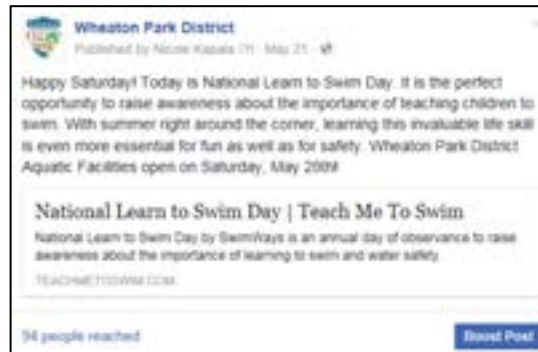 Wheaton Park District
Published by Nicole Kapala · May 21 ·
Happy Saturday! Today is National Learn to Swim Day. It is the perfect
opportunity to raise awareness about the importance of teaching children to
swim. With summer right around the corner, learning this invaluable life skill
is even more essential for fun as well as for safety. Wheaton Park District
Aquatic Facilities open on Saturday, May
National Learn to Swim Day | Teach Me To Swim
National Learn to Swim Day by SwimWays is an annual day of observance to raise
awareness about the importance of learning to swim and water safety.
TEACHMETOSWIM.COM
94 people reached
Boost Post